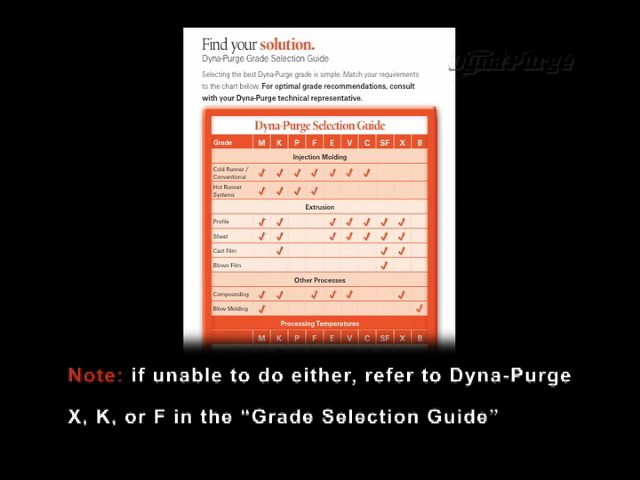 Find your solution.
Dyna-Purge Grade Selection Guide
Dyna-Purge
Selecting the best Dyna-Purge grade is simple. Match your requirements
to the chart below. For optimal grade recommendations, consult
with your Dyna-Purge technical representative.
Dyna-Purge Selection Guide
Grade M K P F E V C SF X B
Injection Molding
Cold Runner/
Conventional ✓ ✓ ✓ ✓ ✓ ✓ ✓
Hot Runner
Systems ✓ ✓ ✓ ✓
Extrusion
Profile ✓ ✓ ✓ ✓ ✓ ✓ ✓
Sheet ✓ ✓ ✓ ✓ ✓ ✓ ✓
Cast Film ✓ ✓ ✓
Blown Film ✓
Other Processes
Compounding ✓ ✓ ✓ ✓ ✓ ✓
Blow Molding ✓ ✓
Processing Temperatures
M K P F E V C SF X B
Note: if unable to do either, refer to Dyna-Purge
X, K, or F in the “Grade Selection Guide”